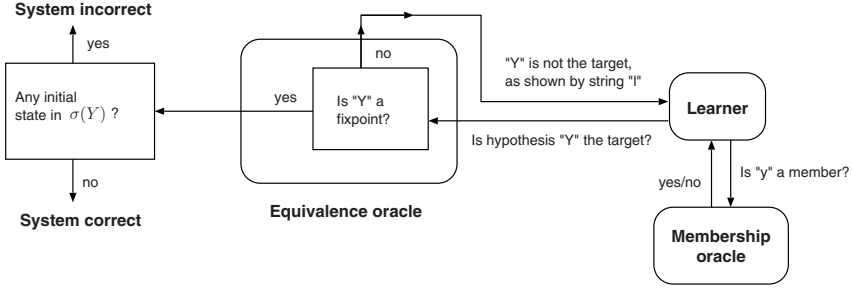 System incorrect
yes
Any initial
state in σ(Y) ?
no
System correct
yes
no
Is "Y" a
fixpoint?
Equivalence oracle
"Y" is not the target,
as shown by string "l"
Is hypothesis "Y" the target?
Learner
yes/no
Is "y" a member?
Membership
oracle